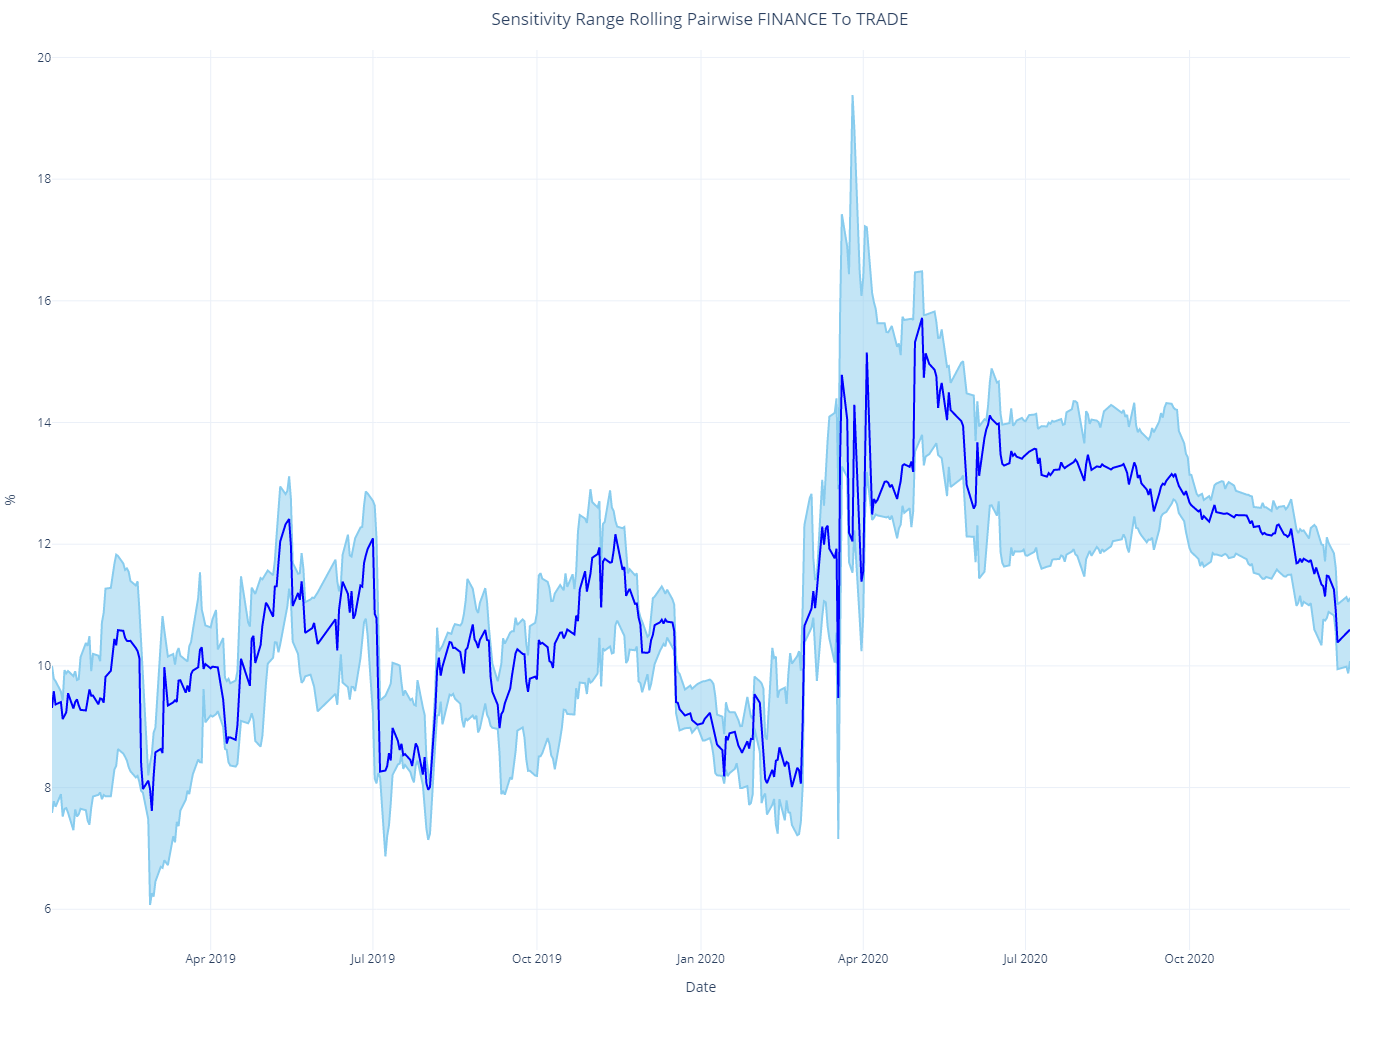 Sensitivity Range Rolling Pairwise FINANCE To TRADE
20
18
16
14
12
10
8
6
%
Apr 2019
Jul 2019
Oct 2019
Jan 2020
Apr 2020
Jul 2020
Oct 2020
Date